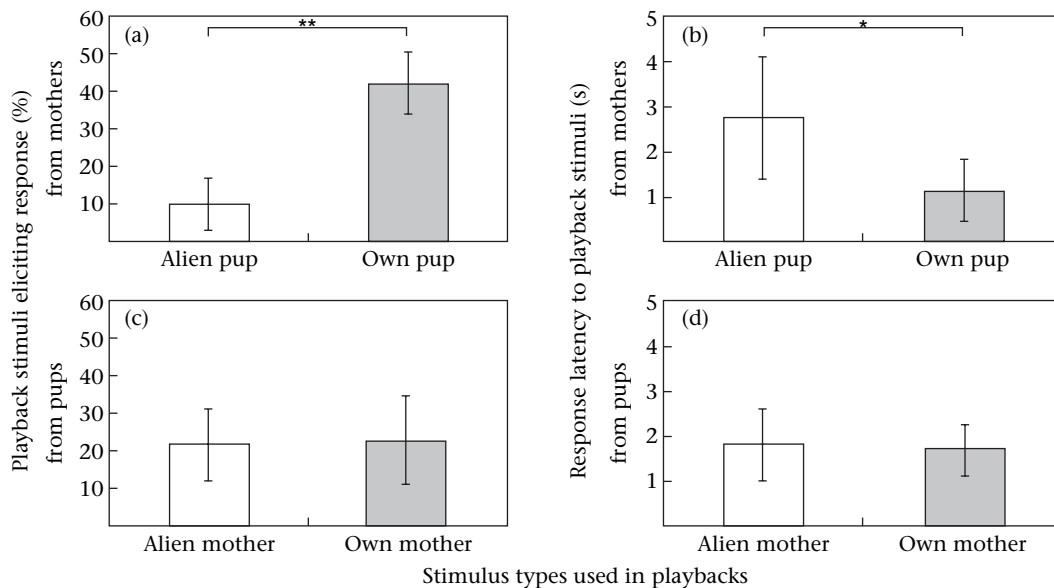 Playback stimuli eliciting response (%)
from mothers
from pups
(a)
**
60
50
40
30
20
10
Alien pup
Own pup
Response latency to playback stimuli (s)
from mothers
from pups
(b)
*
5
4
3
2
1
Alien pup
Own pup
(c)
60
50
40
30
20
10
Alien mother
Own mother
(d)
5
4
3
2
1
Alien mother
Own mother
Stimulus types used in playbacks